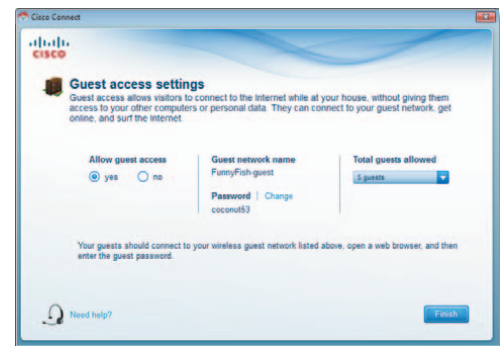 Cisco Connect
CISCO
Guest access settings
Guest access allows visitors to connect to the Internet while at your house, without giving them
access to your other computers or personal data. They can connect to your guest network, get
online, and surf the Internet.
Allow guest access
yes no
Guest network name
FunnyFish-guest
Password | Change
coconut63
Total guests allowed
5 guests
Your guests should connect to your wireless guest network listed above, open a web browser, and then
enter the guest password.
Need help?
Finish